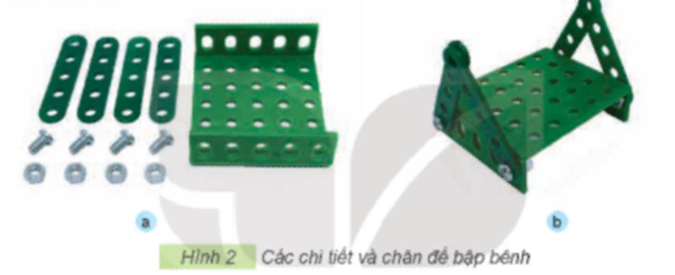 a
b
Hình 2 Các chi tiết và chân đế bập bênh